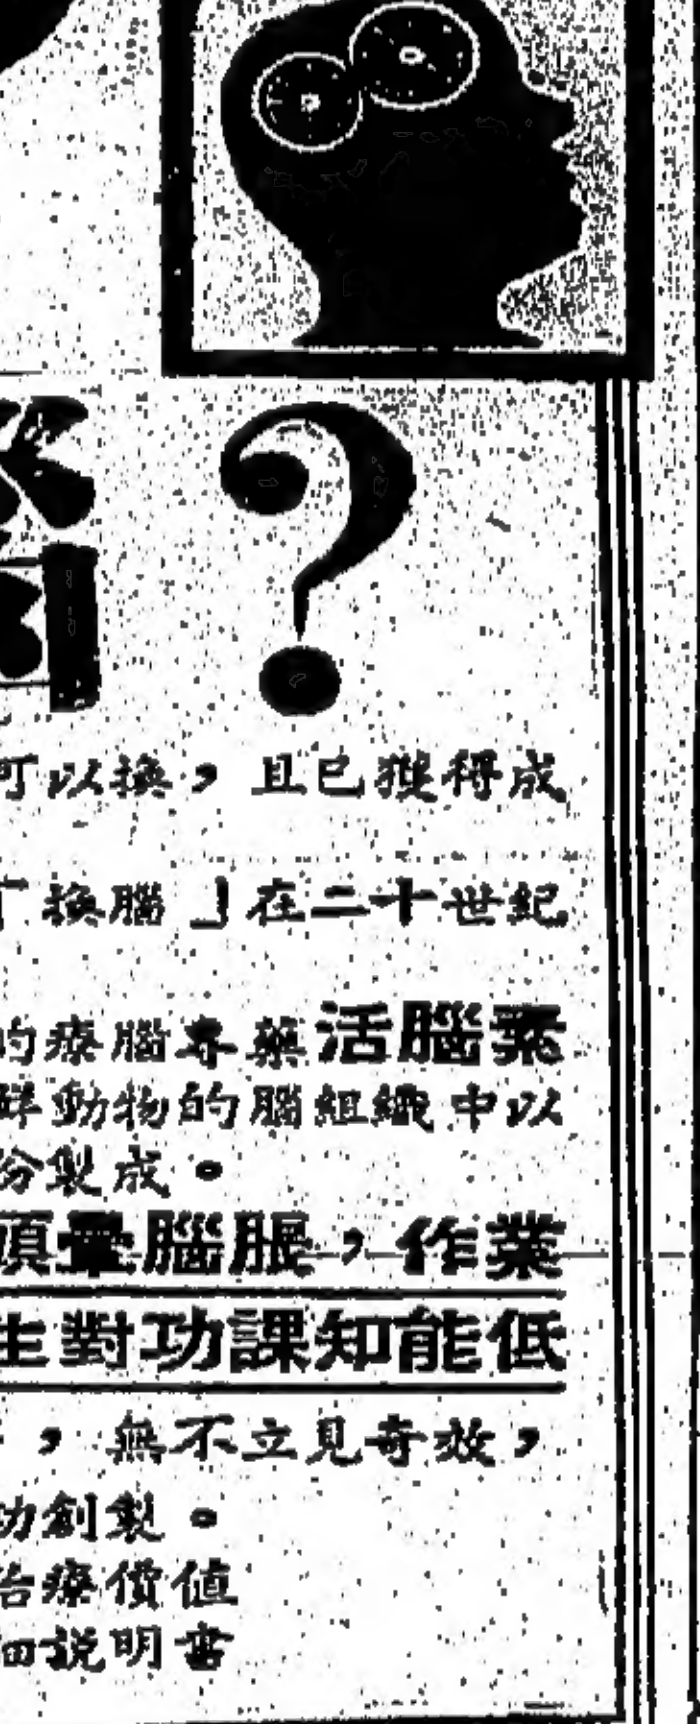 腦?
可以換，且已獲得成
「換腦」在二十世紀
的療腦專藥活腦素
鮮動物的腦組織中以
份製成。
頭暈腦脹，作業
生對功課知能低
，無不立見奇效，
功創製。
治療價值
細說明書